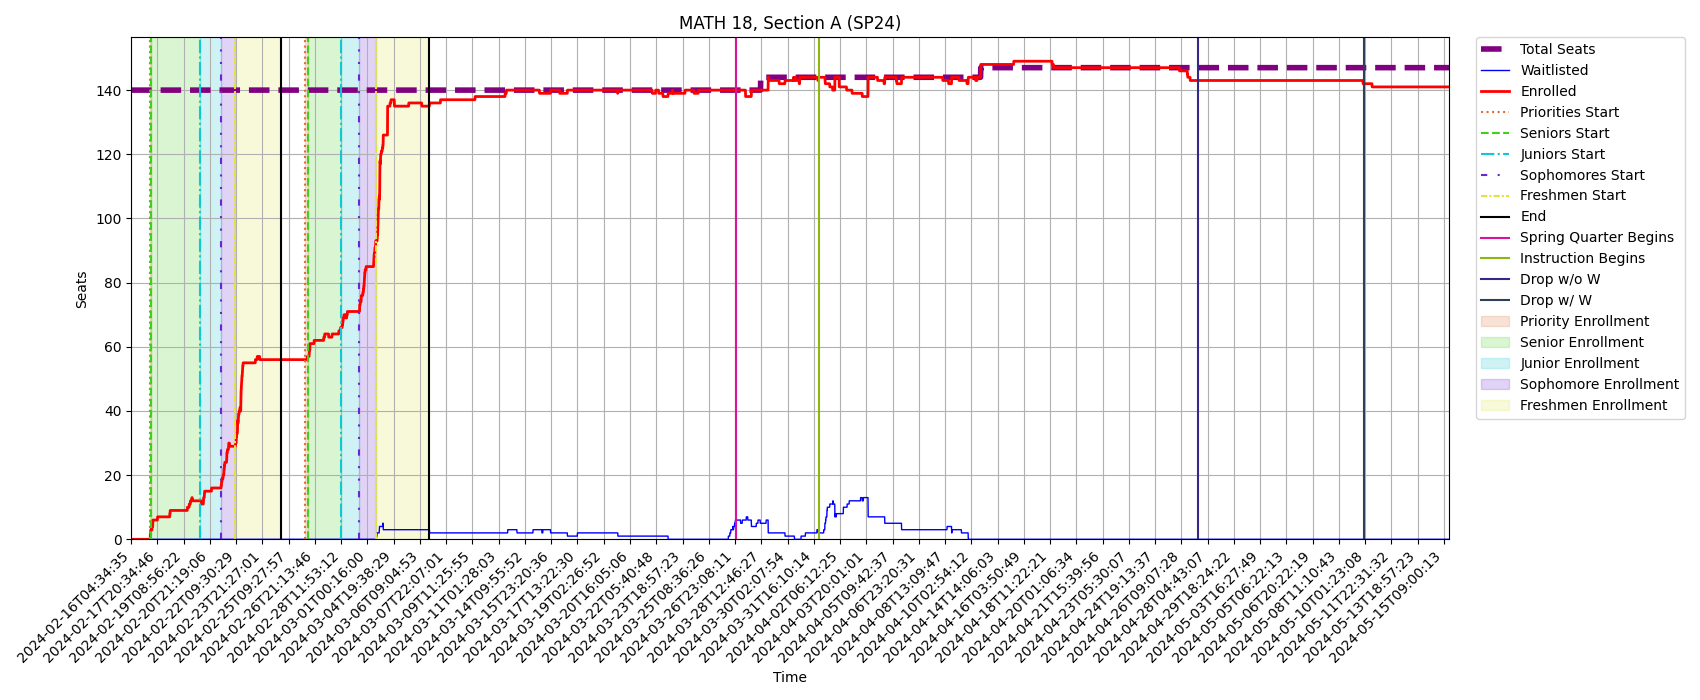 MATH 18, Section A (SP24)
Seats
140
120
100
80
60
40
20
0
2024-02-16T04:34:35
2024-02-17T20:34:46
2024-02-19T08:56:22
2024-02-20T21:19:06
2024-02-22T09:30:29
2024-02-23T21:27:01
2024-02-25T09:27:57
2024-02-26T21:13:46
2024-02-28T11:53:12
2024-03-01T00:16:00
2024-03-04T19:38:29
2024-03-06T09:04:53
2024-03-07T22:07:01
2024-03-11T01:25:55
2024-03-13T11:28:03
2024-03-14T09:55:52
2024-03-15T23:20:36
2024-03-17T13:22:30
2024-03-19T02:26:52
2024-03-20T16:05:06
2024-03-22T05:40:48
2024-03-23T18:57:23
2024-03-25T08:36:26
2024-03-26T23:08:11
2024-03-28T12:46:27
2024-03-30T02:07:54
2024-03-31T16:10:14
2024-04-02T06:12:25
2024-04-03T20:01:01
2024-04-05T09:42:37
2024-04-06T23:20:31
2024-04-08T13:09:47
2024-04-10T02:54:12
2024-04-14T14:06:03
2024-04-16T03:50:49
2024-04-18T11:22:21
2024-04-20T01:06:34
2024-04-21T15:39:56
2024-04-23T05:30:07
2024-04-24T19:13:37
2024-04-26T09:07:28
2024-04-28T04:43:07
2024-04-29T18:24:22
2024-05-03T16:27:49
2024-05-05T06:22:13
2024-05-06T20:22:19
2024-05-08T11:10:43
2024-05-10T01:23:08
2024-05-11T22:31:32
2024-05-13T18:57:23
2024-05-15T09:00:13
Time
Total Seats
Waitlisted
Enrolled
Priorities Start
Seniors Start
Juniors Start
Sophomores Start
Freshmen Start
End
Spring Quarter Begins
Instruction Begins
Drop w/o W
Drop w/ W
Priority Enrollment
Senior Enrollment
Junior Enrollment
Sophomore Enrollment
Freshmen Enrollment